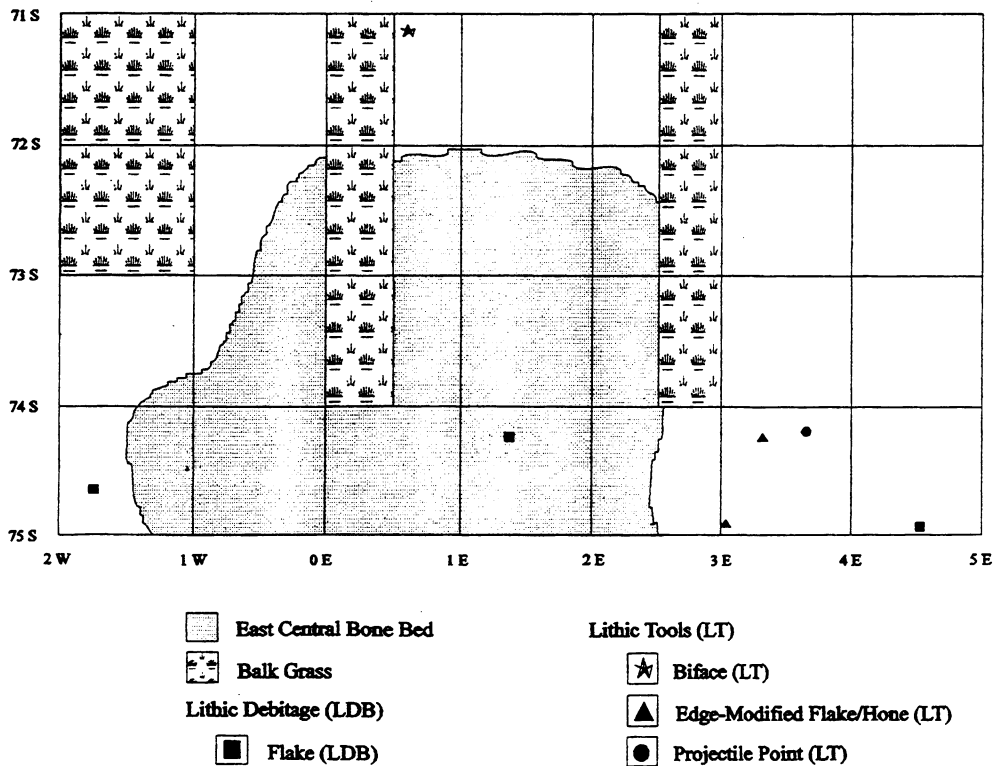 71 S
72 S
73 S
74 S
75 S
2 W 1 W 0 E 1 E 2 E 3 E 4 E 5 E
East Central Bone Bed
Balk Grass
Lithic Debitage (LDB)
Flake (LDB)
Lithic Tools (LT)
Biface (LT)
Edge-Modified Flake/Hone (LT)
Projectile Point (LT)